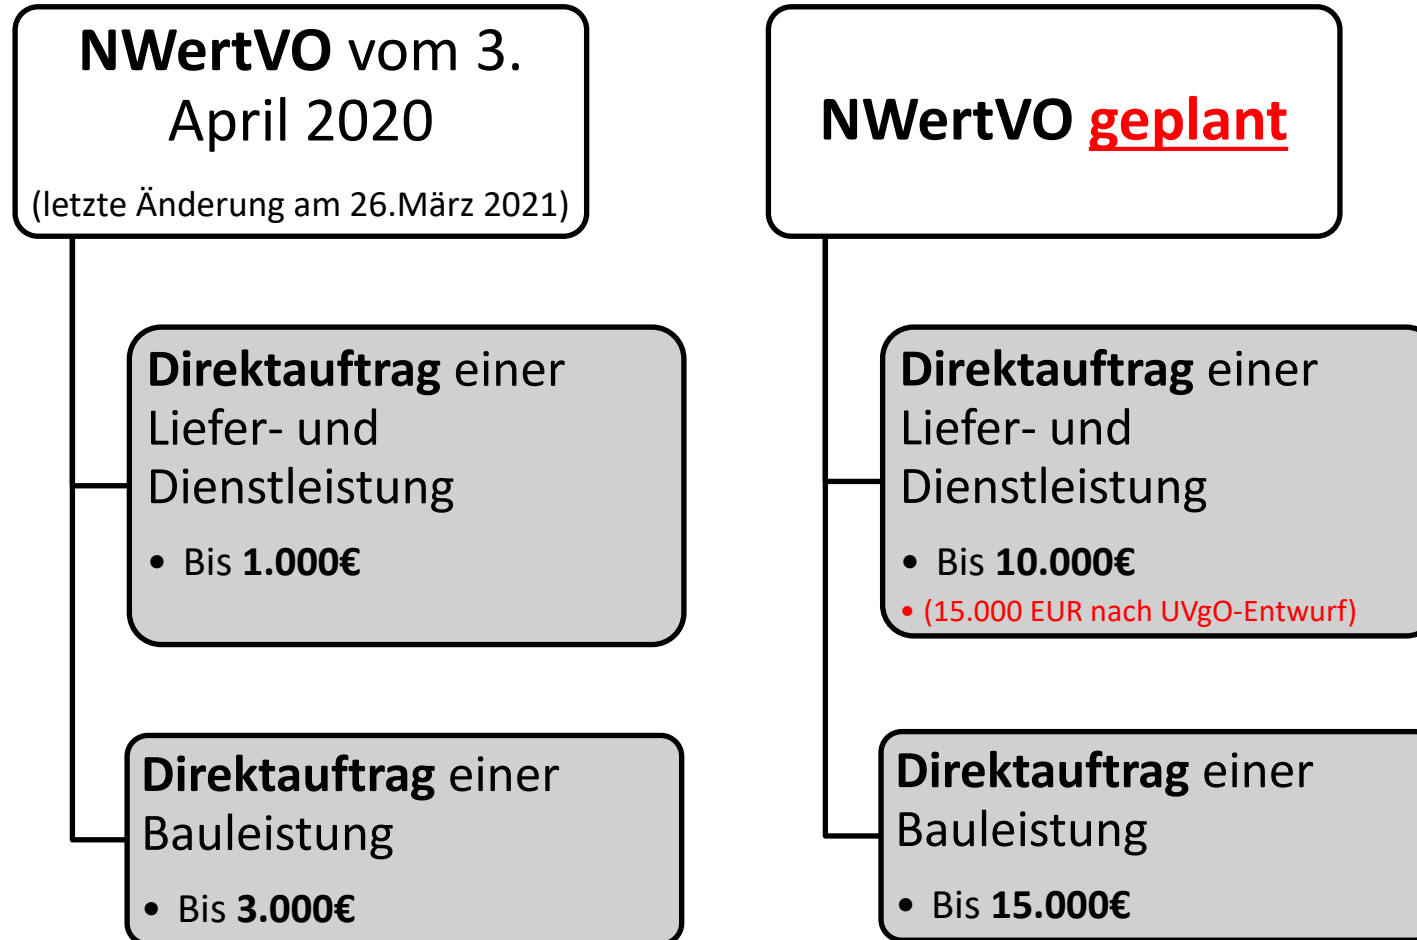 NWertVO vom 3.
April 2020
(letzte Änderung am 26.März 2021)
Direktauftrag einer
Liefer- und
Dienstleistung
• Bis 1.000€
Direktauftrag einer
Bauleistung
• Bis 3.000€
NWertVO geplant
Direktauftrag einer
Liefer- und
Dienstleistung
• Bis 10.000€
• (15.000 EUR nach UVgO-Entwurf)
Direktauftrag einer
Bauleistung
• Bis 15.000€